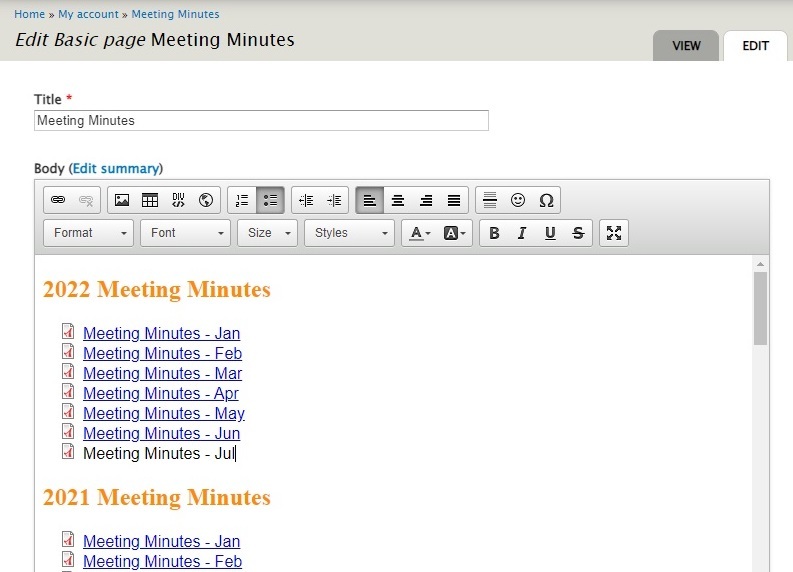 Home » My account » Meeting Minutes
Edit Basic page Meeting Minutes
VIEW
EDIT
Title *
Meeting Minutes
Body (Edit summary)
DIV
Format
Font
Size
Styles
A
A
B
I
U
S
2022 Meeting Minutes
Meeting Minutes - Jan
Meeting Minutes - Feb
Meeting Minutes - Mar
Meeting Minutes - Apr
Meeting Minutes - May
Meeting Minutes - Jun
Meeting Minutes - Jul
2021 Meeting Minutes
Meeting Minutes - Jan
Meeting Minutes - Feb